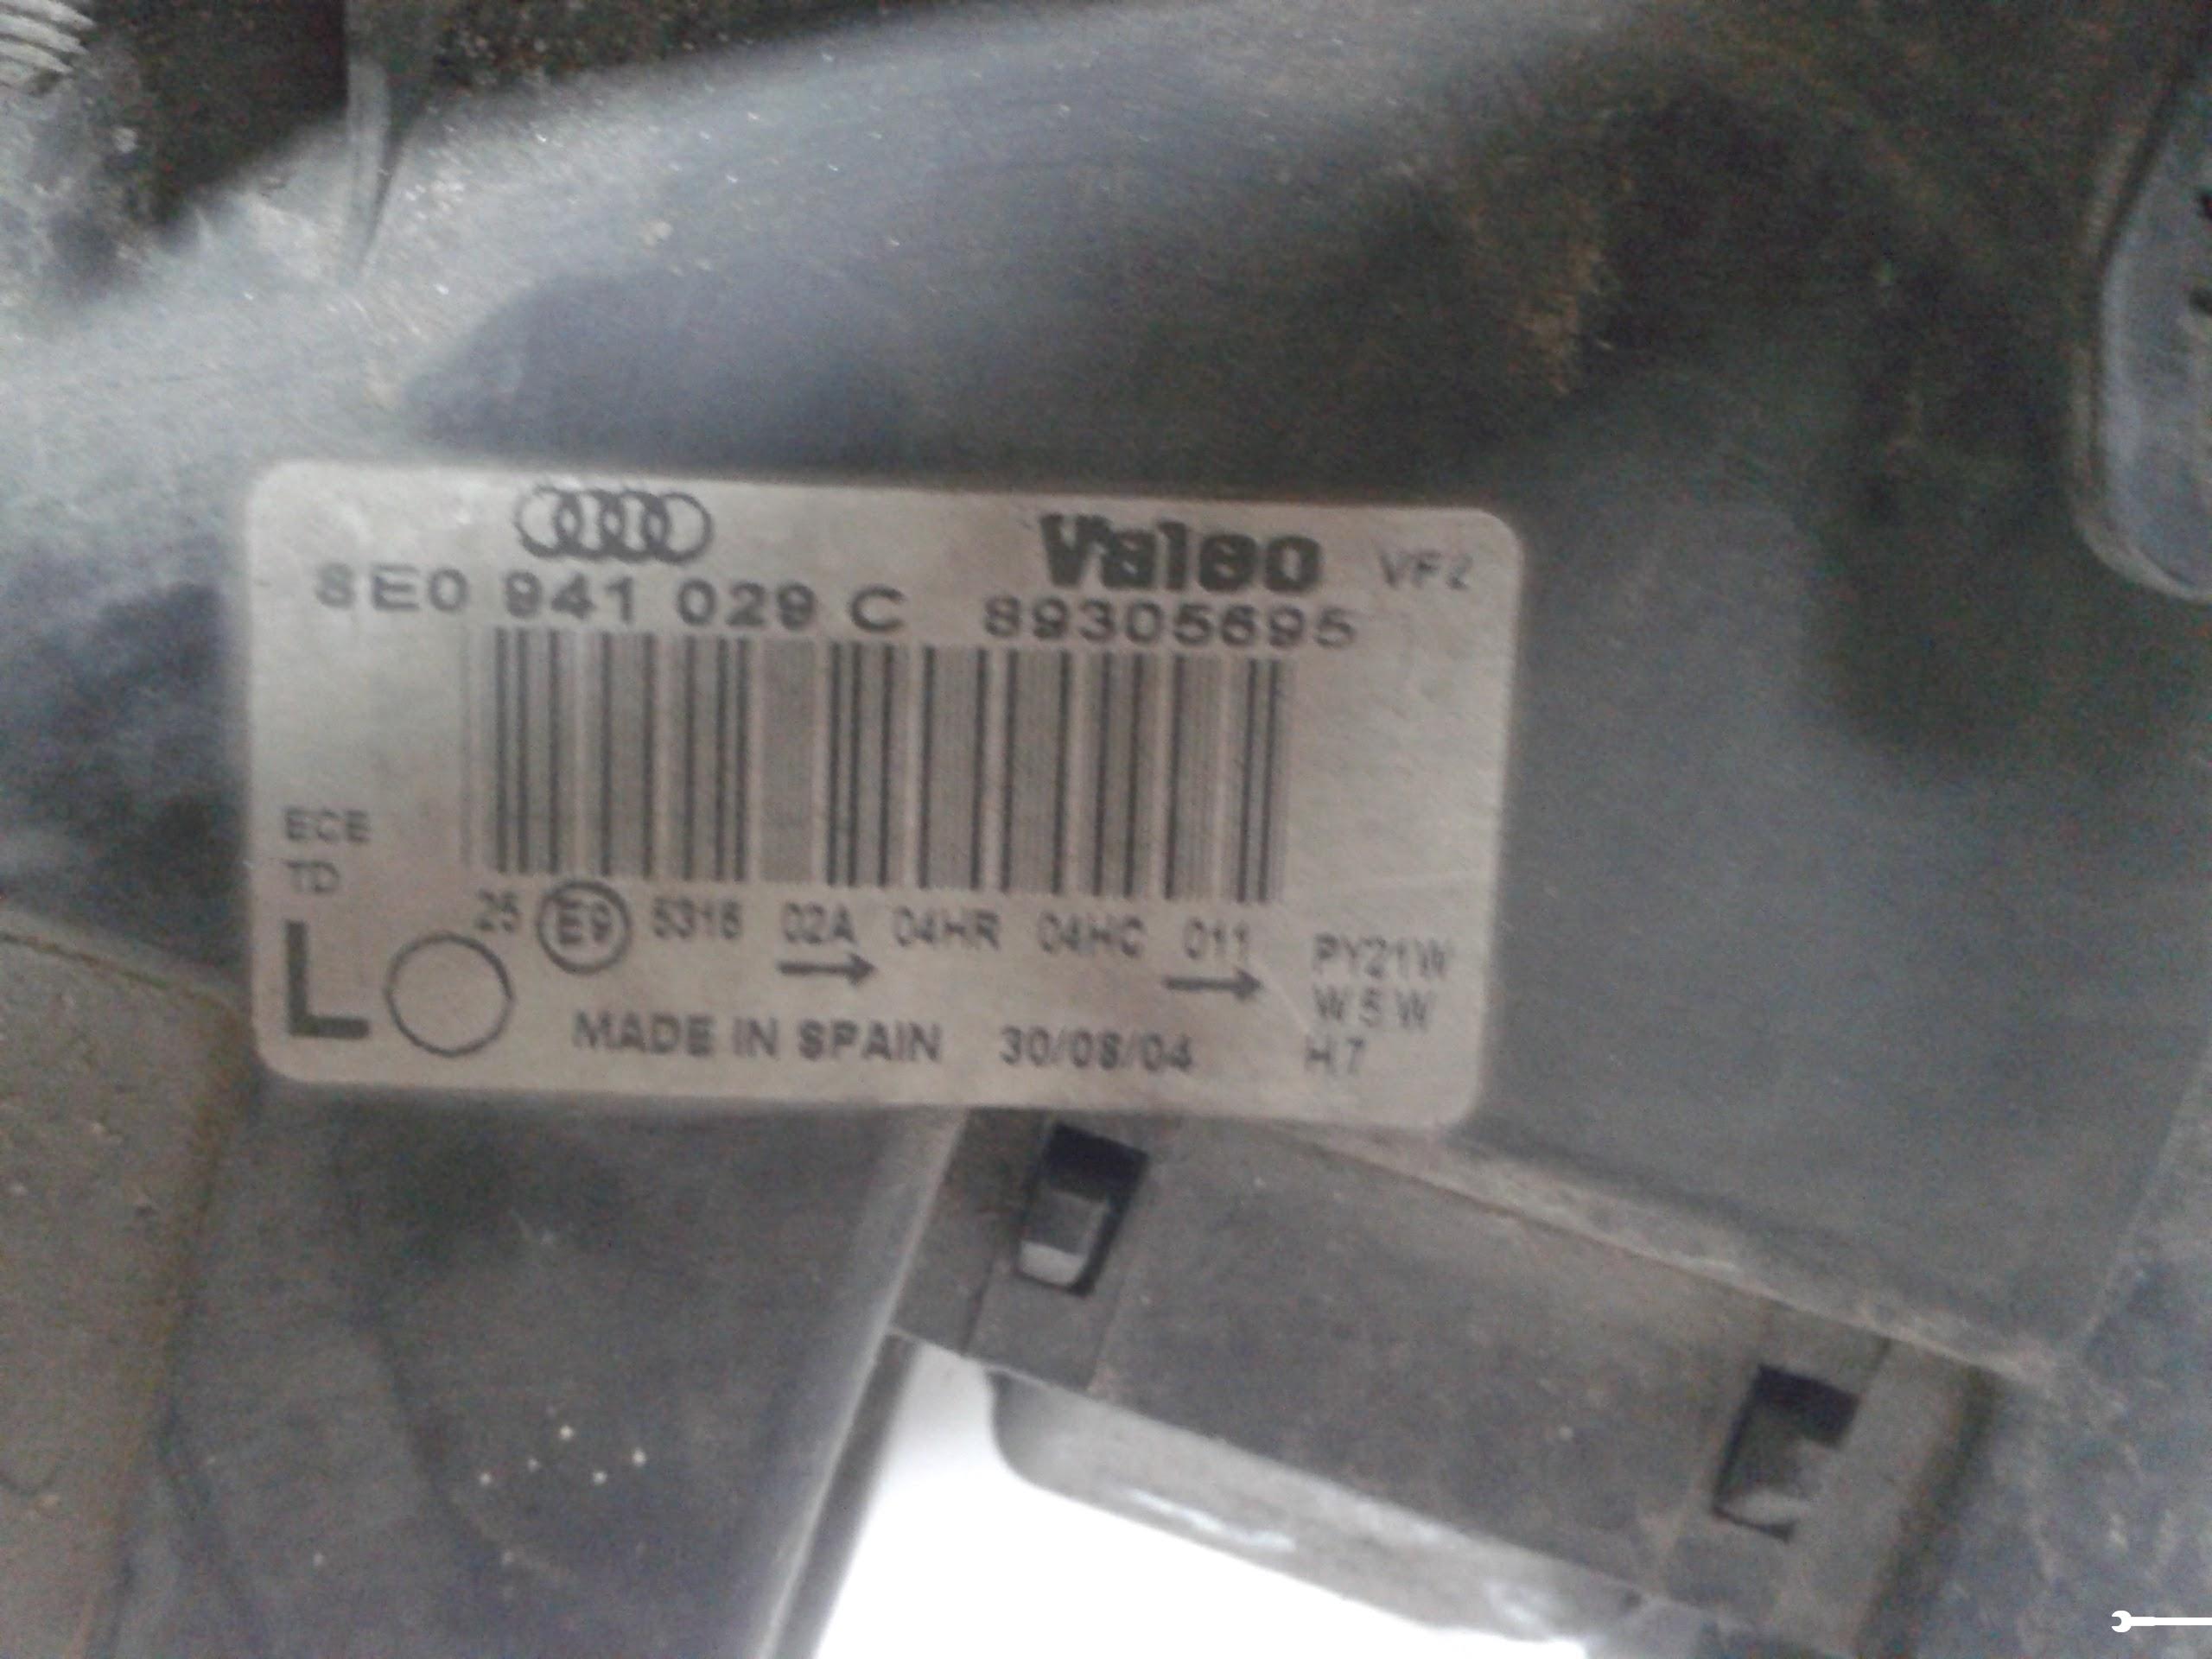 Valeo VF2
8E0 941 029 C 89305695
ECE
TD
25 E9 5316 02A 04HR 04HC 011
L
PY21W
W5W
MADE IN SPAIN 30/08/04 H7